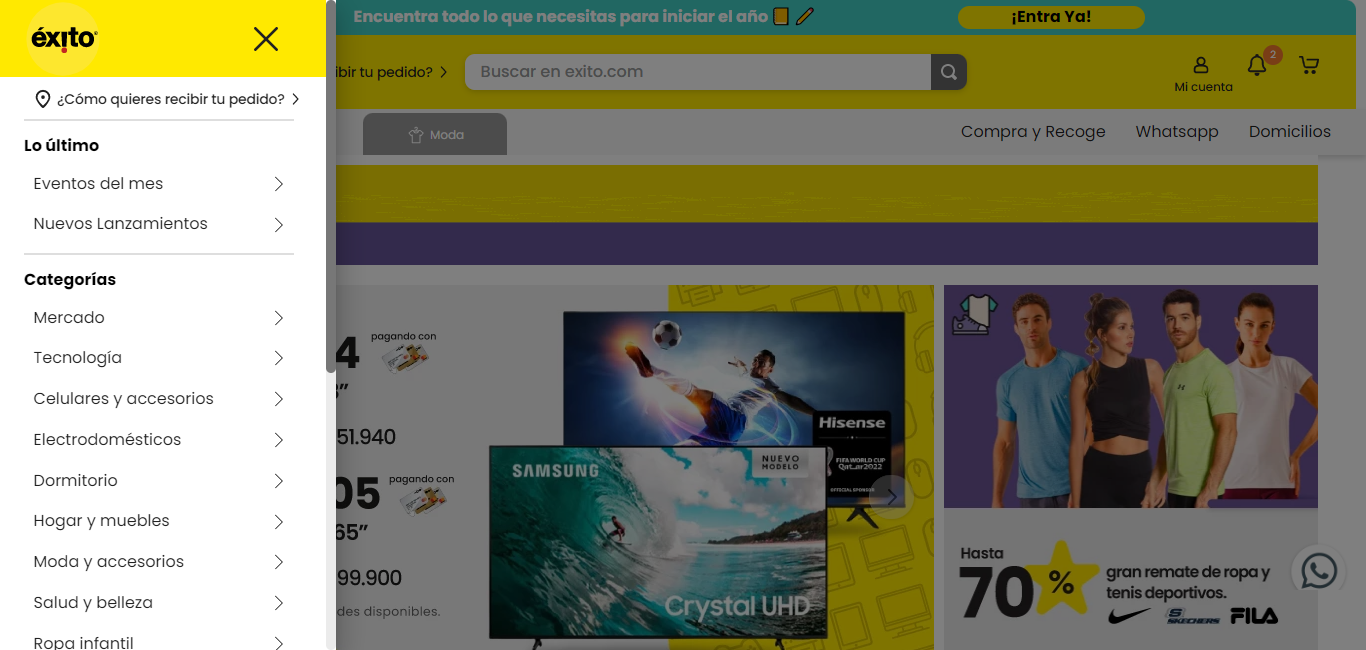 Encuentra todo lo que necesitas para iniciar el año
¡Entra Ya!
éxito
ibir tu pedido?
Buscar en exito.com
2
Mi cuenta
¿Cómo quieres recibir tu pedido?
Moda
Compra y Recoge
Whatsapp
Domicilios
Lo último
Eventos del mes
Nuevos Lanzamientos
Categorías
Mercado
Tecnología
Celulares y accesorios
Electrodomésticos
Dormitorio
Hogar y muebles
Moda y accesorios
Salud y belleza
Ropa infantil
4
pagando con
51.940
05
pagando con
65”
99.900
des disponibles.
Hisense
FIFA WORLD CUP
Qatar2022
OFFICIAL SPONSOR
SAMSUNG
NUEVO
MODELO
Crystal UHD
Hasta
70%
gran remate de ropa y
tenis deportivos.
SKECHERS
FILA